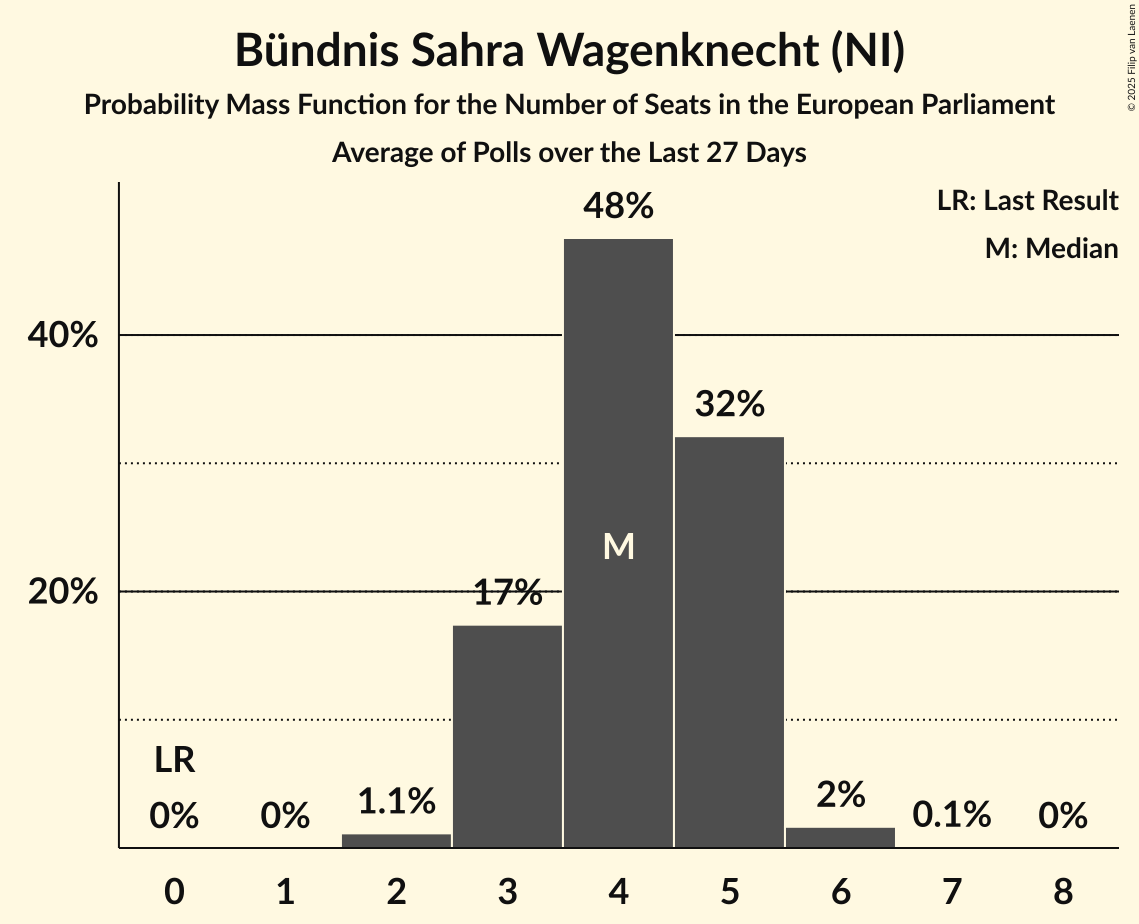 Bündnis Sahra Wagenknecht (NI)
Probability Mass Function for the Number of Seats in the European Parliament
Average of Polls over the Last 27 Days
© 2025 Filip van Laenen
LR: Last Result
M: Median
48%
40%
32%
M
20%
17%
LR
0%
0%
1.1%
2%
0.1%
0%
0 1 2 3 4 5 6 7 8